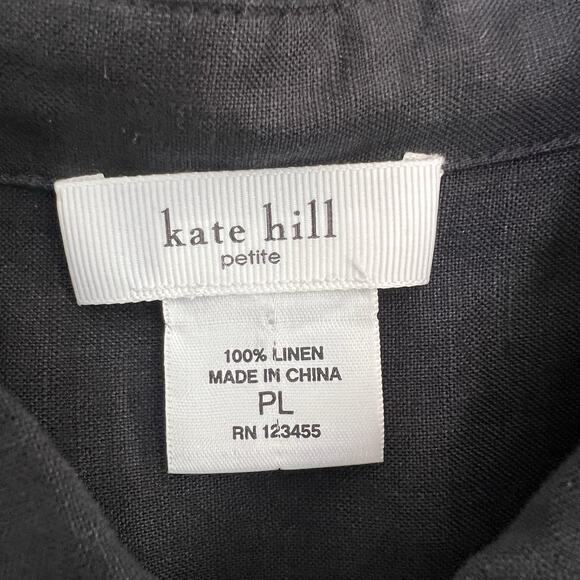 kate hill
petite
100% LINEN
MADE IN CHINA
PL
RN 123455